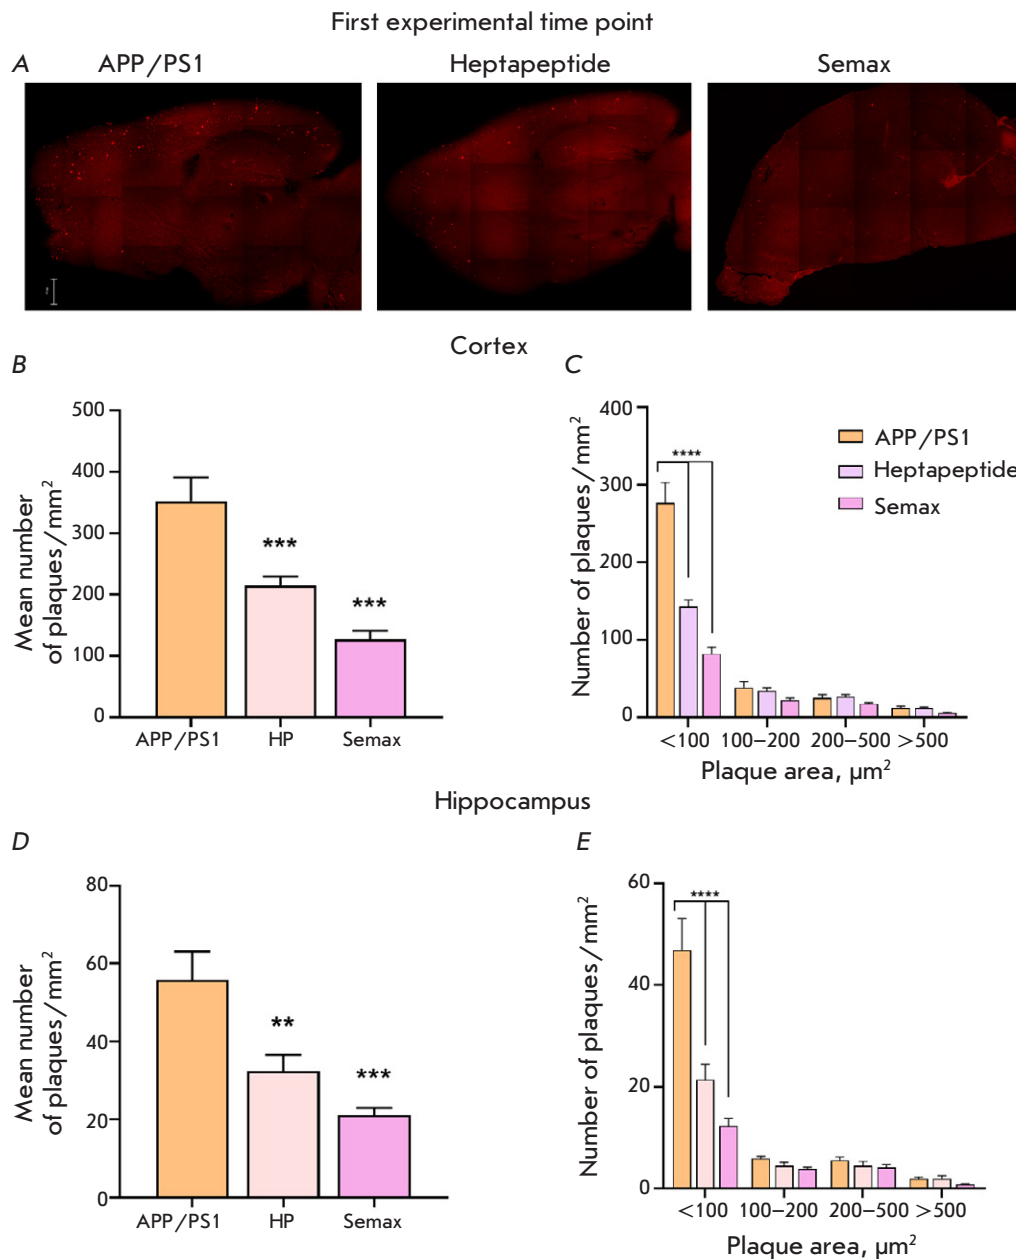 First experimental time point
A
APP/PS1
Heptapeptide
Semax
Cortex
B
Mean number
of plaques/mm²
500
400
300
200
100
0
***
***
APP/PS1
HP
Semax
C
Number of plaques/mm²
400
300
200
100
0
****
APP/PS1
Heptapeptide
Semax
<100
100–200
200–500
>500
Plaque area, µm²
Hippocampus
D
Mean number
of plaques/mm²
80
60
40
20
0
**
***
APP/PS1
HP
Semax
E
Number of plaques/mm²
60
40
20
0
****
<100
100–200
200–500
>500
Plaque area, µm²